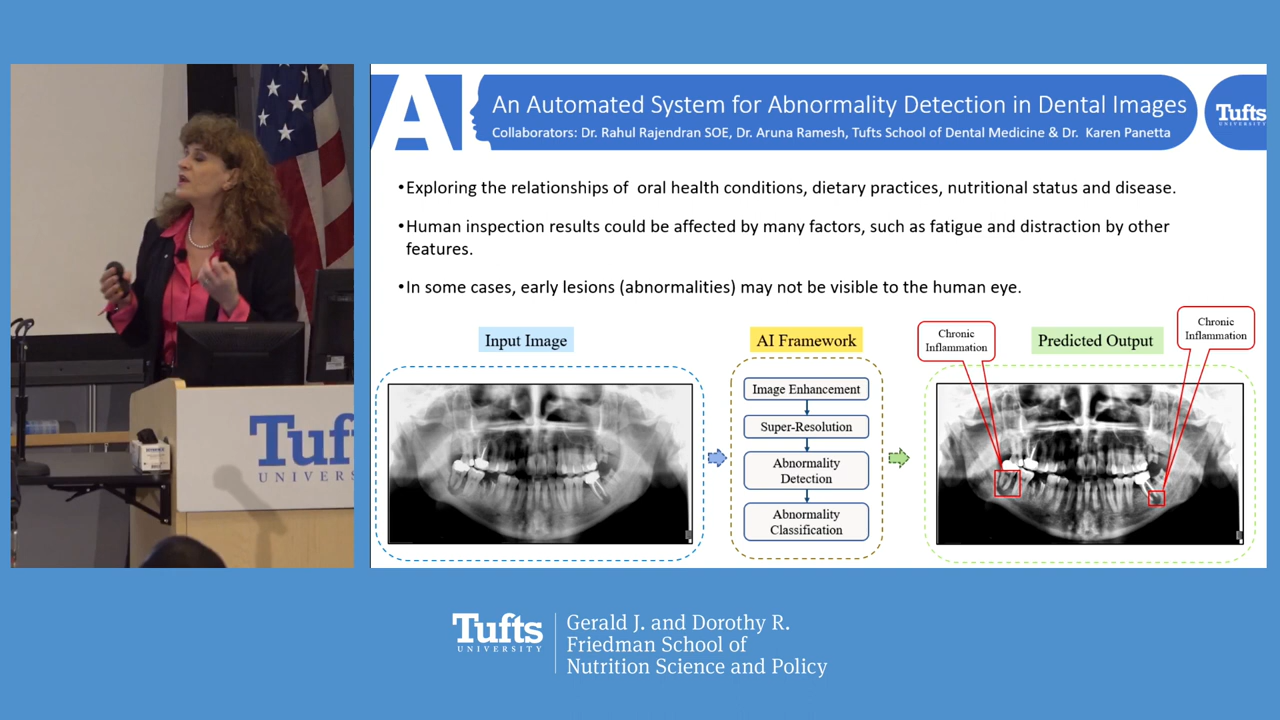 AI
An Automated System for Abnormality Detection in Dental Images
Collaborators: Dr. Rahul Rajendran SOE, Dr. Aruna Ramesh, Tufts School of Dental Medicine & Dr. Karen Panetta
Tufts
UNIVERSITY
•Exploring the relationships of oral health conditions, dietary practices, nutritional status and disease.
•Human inspection results could be affected by many factors, such as fatigue and distraction by other
features.
•In some cases, early lesions (abnormalities) may not be visible to the human eye.
Input Image
AI Framework
Image Enhancement
Super-Resolution
Abnormality
Detection
Abnormality
Classification
Chronic
Inflammation
Predicted Output
Chronic
Inflammation
Tuf
UNIVERS
Tufts
UNIVERSITY
Gerald J. and Dorothy R.
Friedman School of
Nutrition Science and Policy